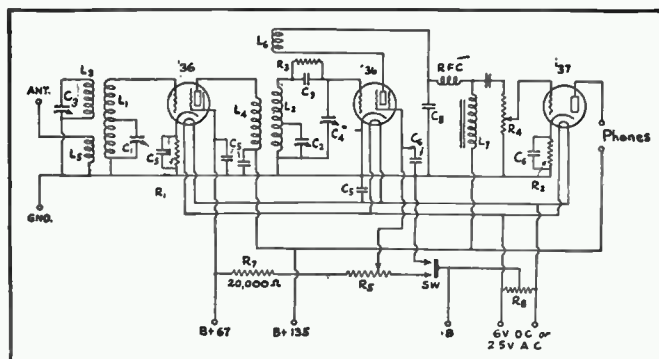 L6
'36
R3
'36
RFC
'37
ANT.
C3
L3
L1
L4
L2
C9
C8
R4
C1
C2
C4
L7
Phones
L5
C5
C5
C6
C5
C6
R1
R2
GND.
R7
20,000Ω
R5
SW
R8
B+67
B+135
-B
6V DC or
2.5V AC